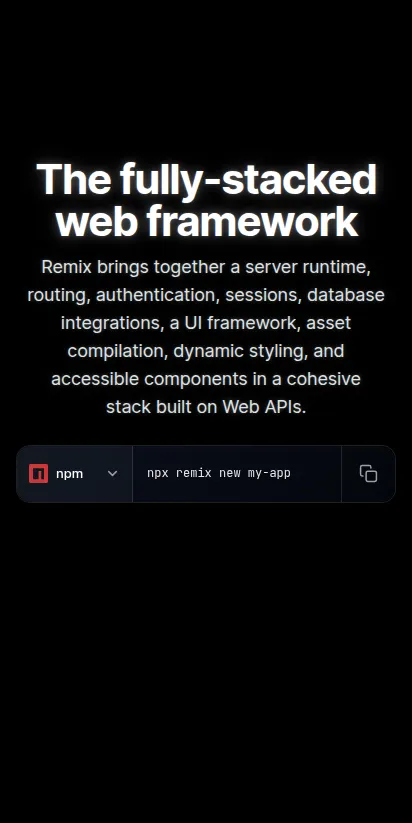 The fully-stacked
web framework
Remix brings together a server runtime,
routing, authentication, sessions, database
integrations, a UI framework, asset
compilation, dynamic styling, and
accessible components in a cohesive
stack built on Web APIs.
npm npx remix new my-app